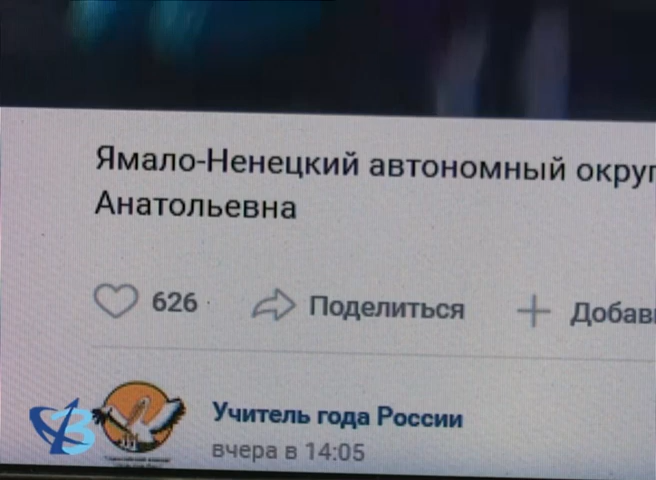 Ямало-Ненецкий автономный округ
Анатольевна
626
Поделиться
Добав
Учитель года России
вчера в 14:05